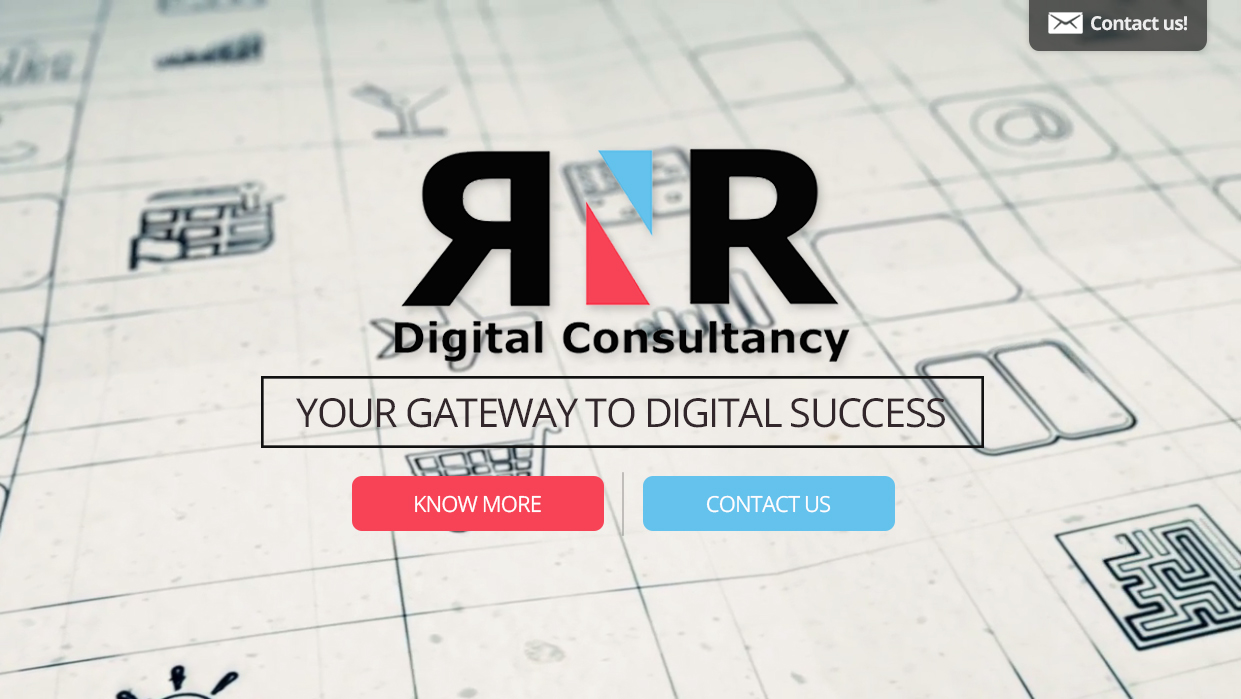 Contact us!
RNR
Digital Consultancy
YOUR GATEWAY TO DIGITAL SUCCESS
KNOW MORE
CONTACT US